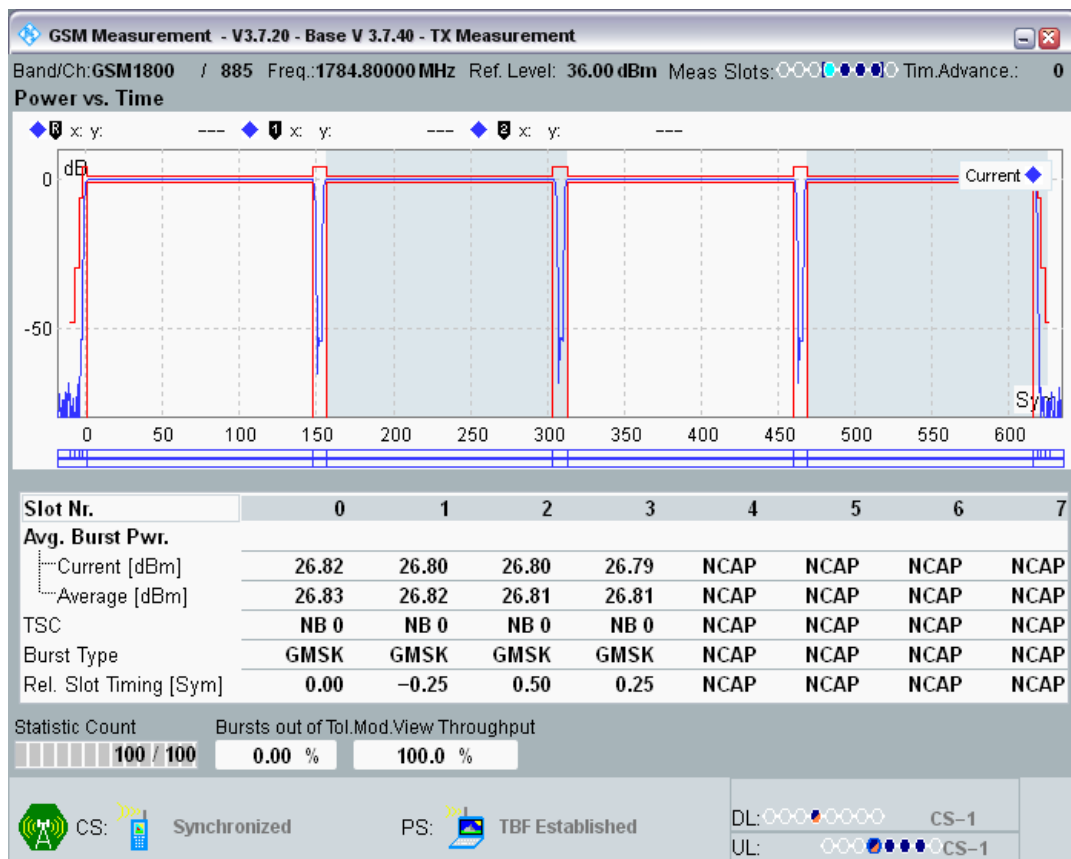 GSM Measurement - V3.7.20 - Base V 3.7.40 - TX Measurement
Band/Ch:GSM1800 / 885 Freq.:1784.80000 MHz Ref. Level: 36.00 dBm Meas Slots: Tim.Advance.: 0
Power vs. Time
R x: y: --- 1 x: y: --- 2 x: y: ---
dB
0
Current
-50
Sym
0 50 100 150 200 250 300 350 400 450 500 550 600
Slot Nr. 0 1 2 3 4 5 6 7
Avg. Burst Pwr.
Current [dBm] 26.82 26.80 26.80 26.79 NCAP NCAP NCAP NCAP
Average [dBm] 26.83 26.82 26.81 26.81 NCAP NCAP NCAP NCAP
TSC NB 0 NB 0 NB 0 NB 0 NCAP NCAP NCAP NCAP
Burst Type GMSK GMSK GMSK GMSK NCAP NCAP NCAP NCAP
Rel. Slot Timing [Sym] 0.00 −0.25 0.50 0.25 NCAP NCAP NCAP NCAP
Statistic Count Bursts out of Tol.Mod.View Throughput
100 / 100 0.00 % 100.0 %
CS: Synchronized PS: TBF Established
DL: CS−1
UL: CS−1